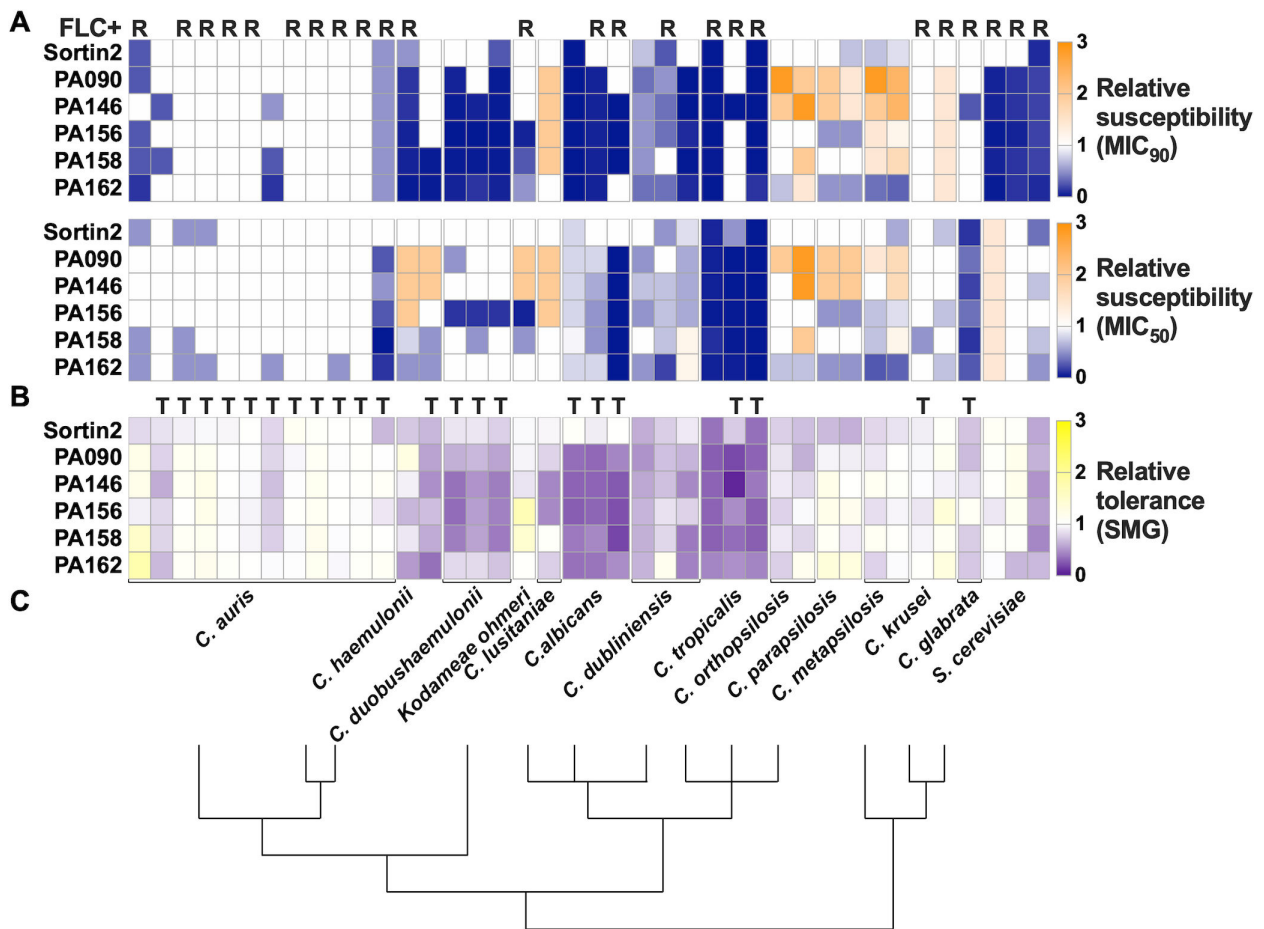 A
FLC+ R R R R R R R R R R R R R R R R R R R R R R R R R
Sortin2
PA090
PA146
PA156
PA158
PA162
3
2
1
0
Relative
susceptibility
(MIC90)
Sortin2
PA090
PA146
PA156
PA158
PA162
3
2
1
0
Relative
susceptibility
(MIC50)
B
T T T T T T T T T T T T T T T T T T T T T T T
Sortin2
PA090
PA146
PA156
PA158
PA162
3
2
1
0
Relative
tolerance
(SMG)
C
C. auris
C. haemulonii
C. duobushaemulonii
Kodameae ohmeri
C. lusitaniae
C.albicans
C. dubliniensis
C. tropicalis
C. orthopsilosis
C. parapsilosis
C. metapsilosis
C. krusei
C. glabrata
S. cerevisiae